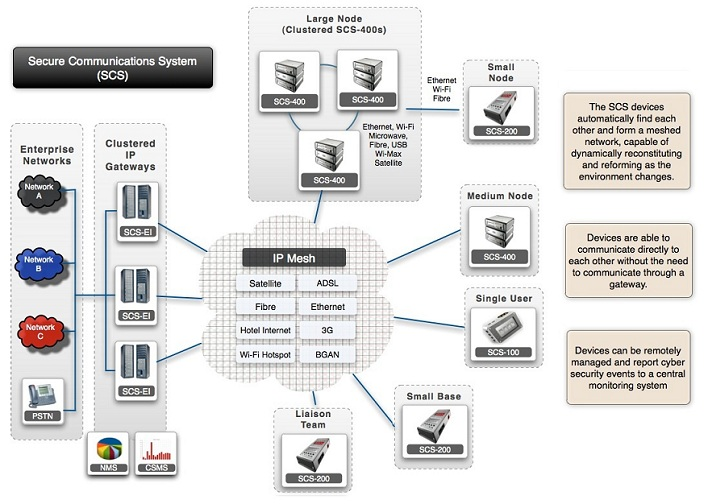 Secure Communications System
(SCS)
Large Node
(Clustered SCS-400s)
SCS-400
SCS-400
SCS-400
Ethernet, Wi-Fi
Microwave,
Fibre, USB
Wi-Max
Satellite
Ethernet
Wi-Fi
Fibre
Small
Node
SCS-200
The SCS devices
automatically find each
other and form a meshed
network, capable of
dynamically reconstituting
and reforming as the
environment changes.
Enterprise
Networks
Network
A
Network
B
Network
C
PSTN
Clustered
IP
Gateways
SCS-EI
SCS-EI
SCS-EI
NMS
CSMS
IP Mesh
Satellite
ADSL
Fibre
Ethernet
Hotel Internet
3G
Wi-Fi Hotspot
BGAN
Medium Node
SCS-400
Devices are able to
communicate directly to
each other without the need
to communicate through a
gateway.
Single User
SCS-100
Devices can be remotely
managed and report cyber
security events to a central
monitoring system
Small Base
SCS-200
Liaison
Team
SCS-200